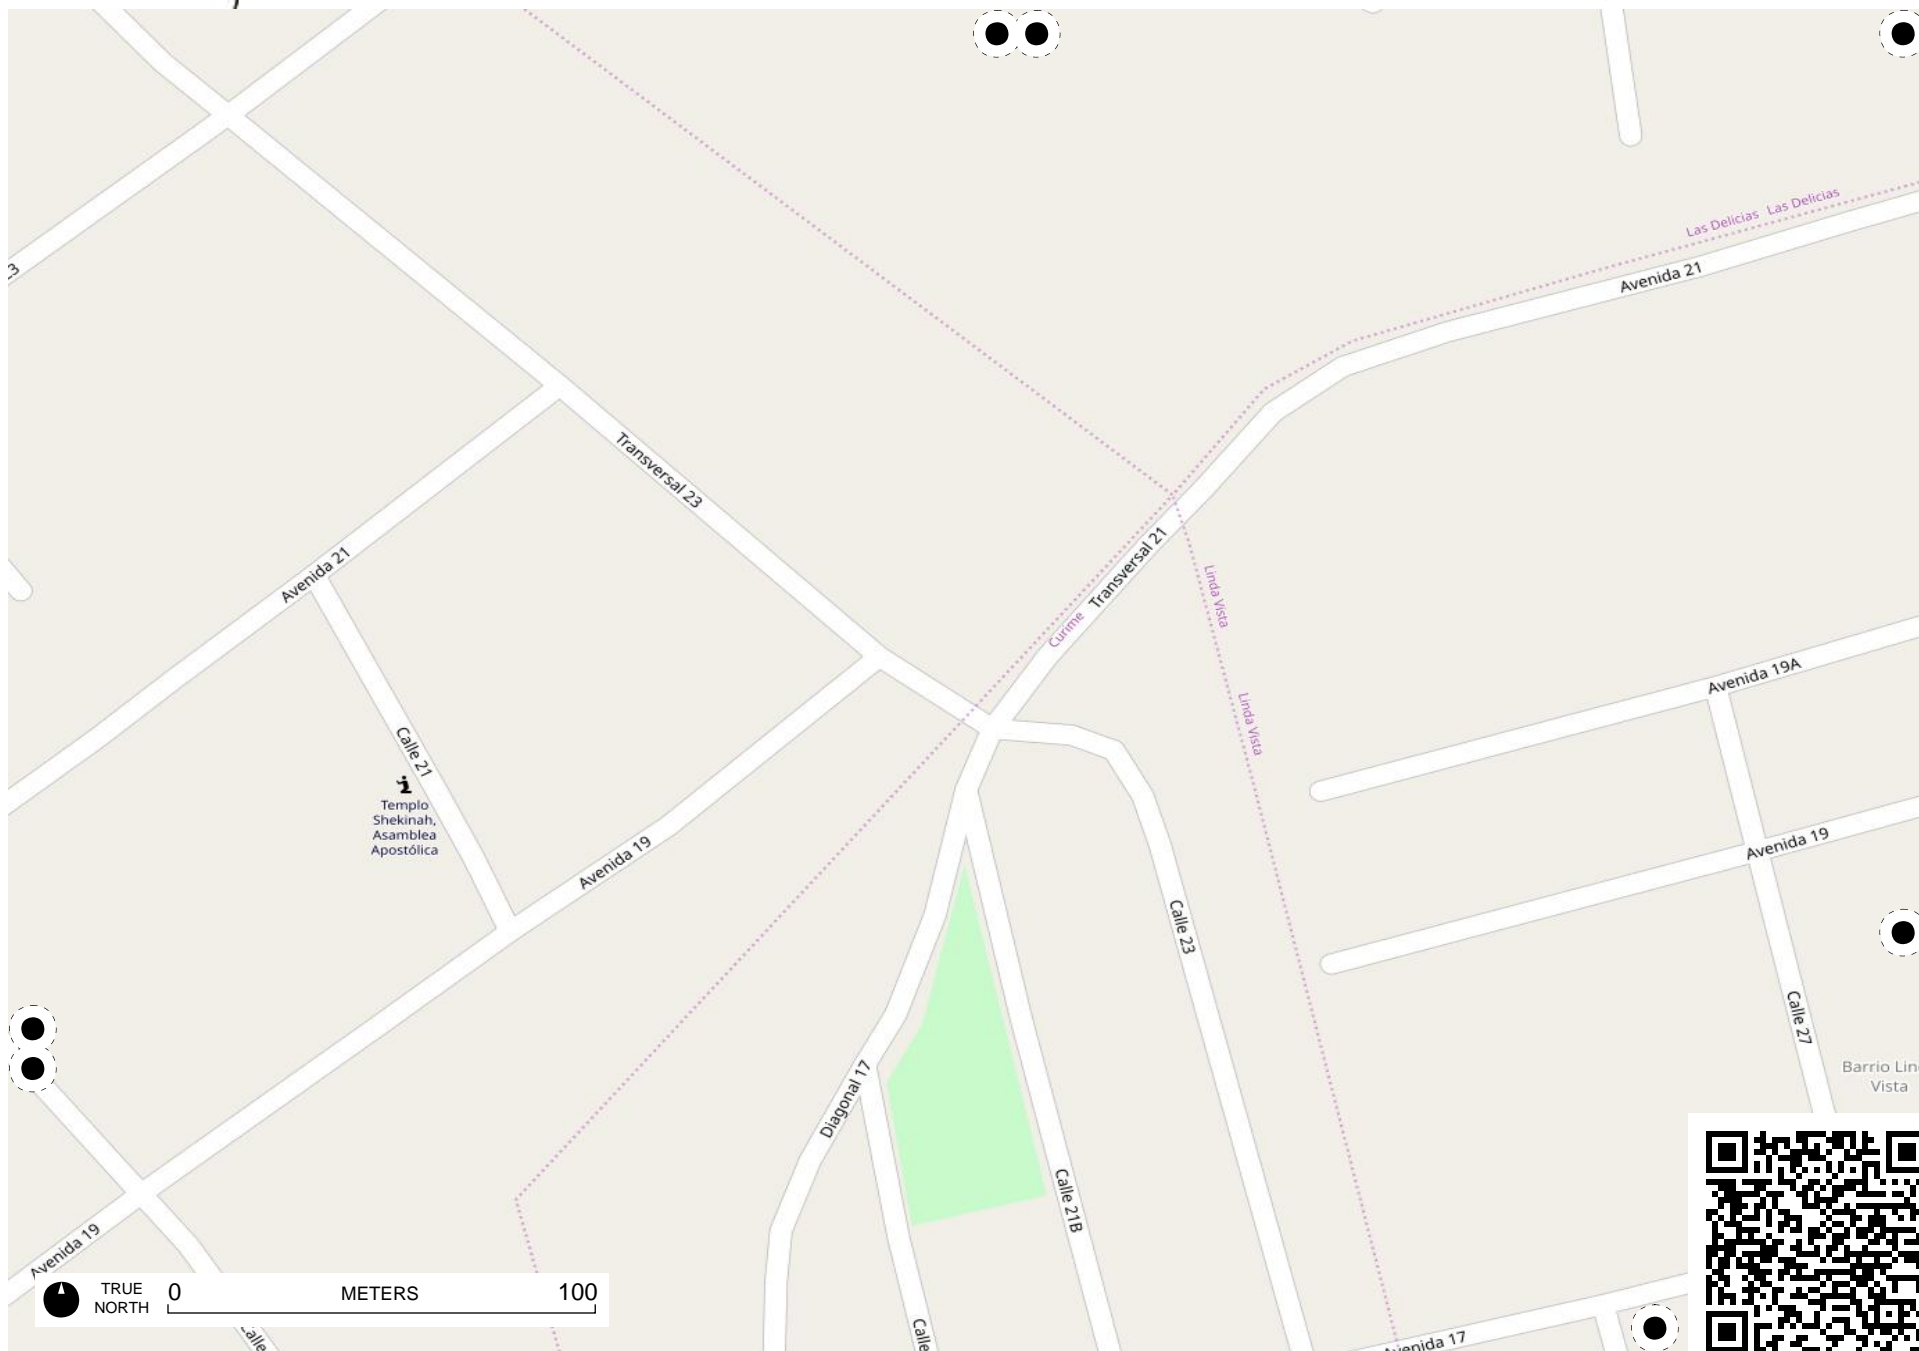 Las Delicias Las Delicias
Avenida 21
Transversal 23
Avenida 21
Transversal 21
Curime
Linda Vista
Linda Vista
Avenida 19A
Calle 21
Templo
Shekinah,
Asamblea
Apostólica
Avenida 19
Avenida 19
Calle 23
Calle 27
Diagonal 17
Barrio
Vista
Calle 21B
Avenida 19
TRUE
NORTH
0 METERS 100
Calle
Avenida 17